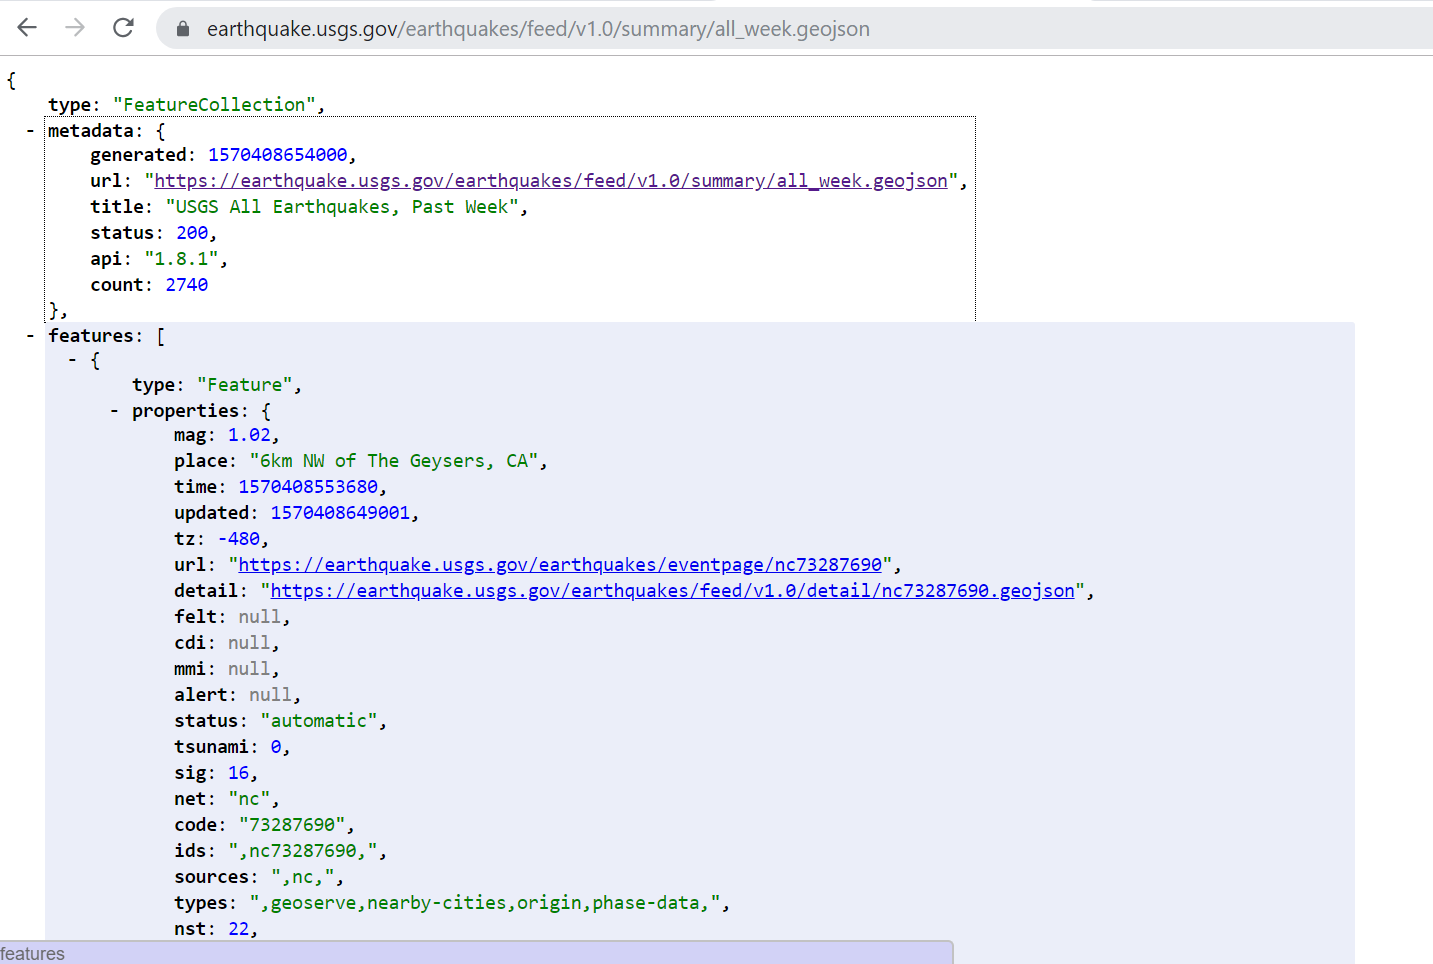 earthquake.usgs.gov/earthquakes/feed/v1.0/summary/all_week.geojson
{
type: "FeatureCollection",
- metadata: {
generated: 1570408654000,
url: "https://earthquake.usgs.gov/earthquakes/feed/v1.0/summary/all_week.geojson",
title: "USGS All Earthquakes, Past Week",
status: 200,
api: "1.8.1",
count: 2740
},
- features: [
- {
type: "Feature",
- properties: {
mag: 1.02,
place: "6km NW of The Geysers, CA",
time: 1570408553680,
updated: 1570408649001,
tz: -480,
url: "https://earthquake.usgs.gov/earthquakes/eventpage/nc73287690",
detail: "https://earthquake.usgs.gov/earthquakes/feed/v1.0/detail/nc73287690.geojson",
felt: null,
cdi: null,
mmi: null,
alert: null,
status: "automatic",
tsunami: 0,
sig: 16,
net: "nc",
code: "73287690",
ids: ",nc73287690,",
sources: ",nc,",
types: ",geoserve,nearby-cities,origin,phase-data,",
nst: 22,
features